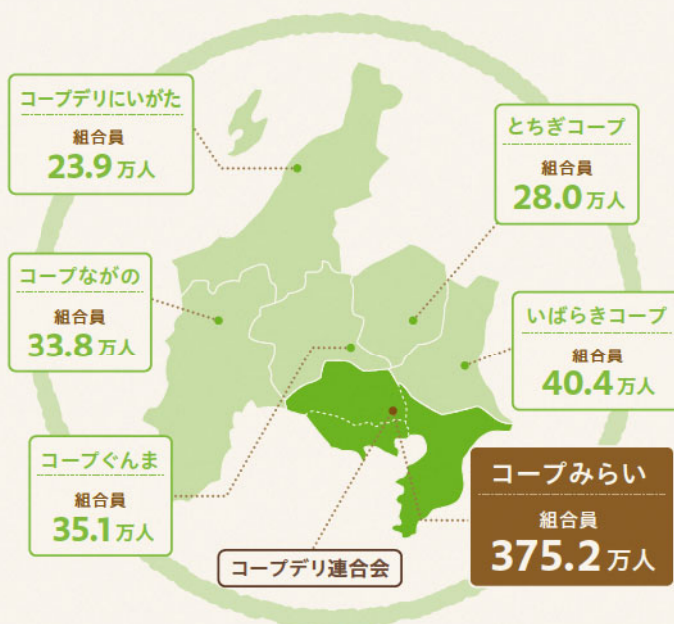 コープデリにいがた
組合員
23.9万人
とちぎコープ
組合員
28.0万人
コープながの
組合員
33.8万人
いばらきコープ
組合員
40.4万人
コープぐんま
組合員
35.1万人
コープみらい
組合員
375.2万人
コープデリ連合会